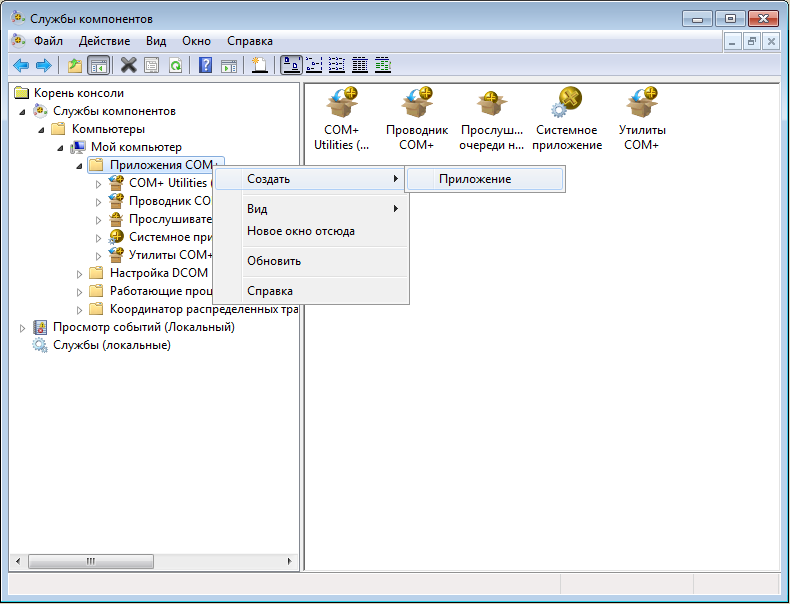 Службы компонентов
Файл Действие Вид Окно Справка
Корень консоли
Службы компонентов
Компьютеры
Мой компьютер
Приложения COM+
COM+ Utilities (
Проводник CO
Прослушивате
Системное при
Утилиты COM+
Настройка DCOM
Работающие проц
Координатор распределенных тра
Просмотр событий (Локальный)
Службы (локальные)
COM+
Utilities (...
Проводник
COM+
Прослуш...
очереди н...
Системное
приложение
Утилиты
COM+
Создать
Приложение
Вид
Новое окно отсюда
Обновить
Справка